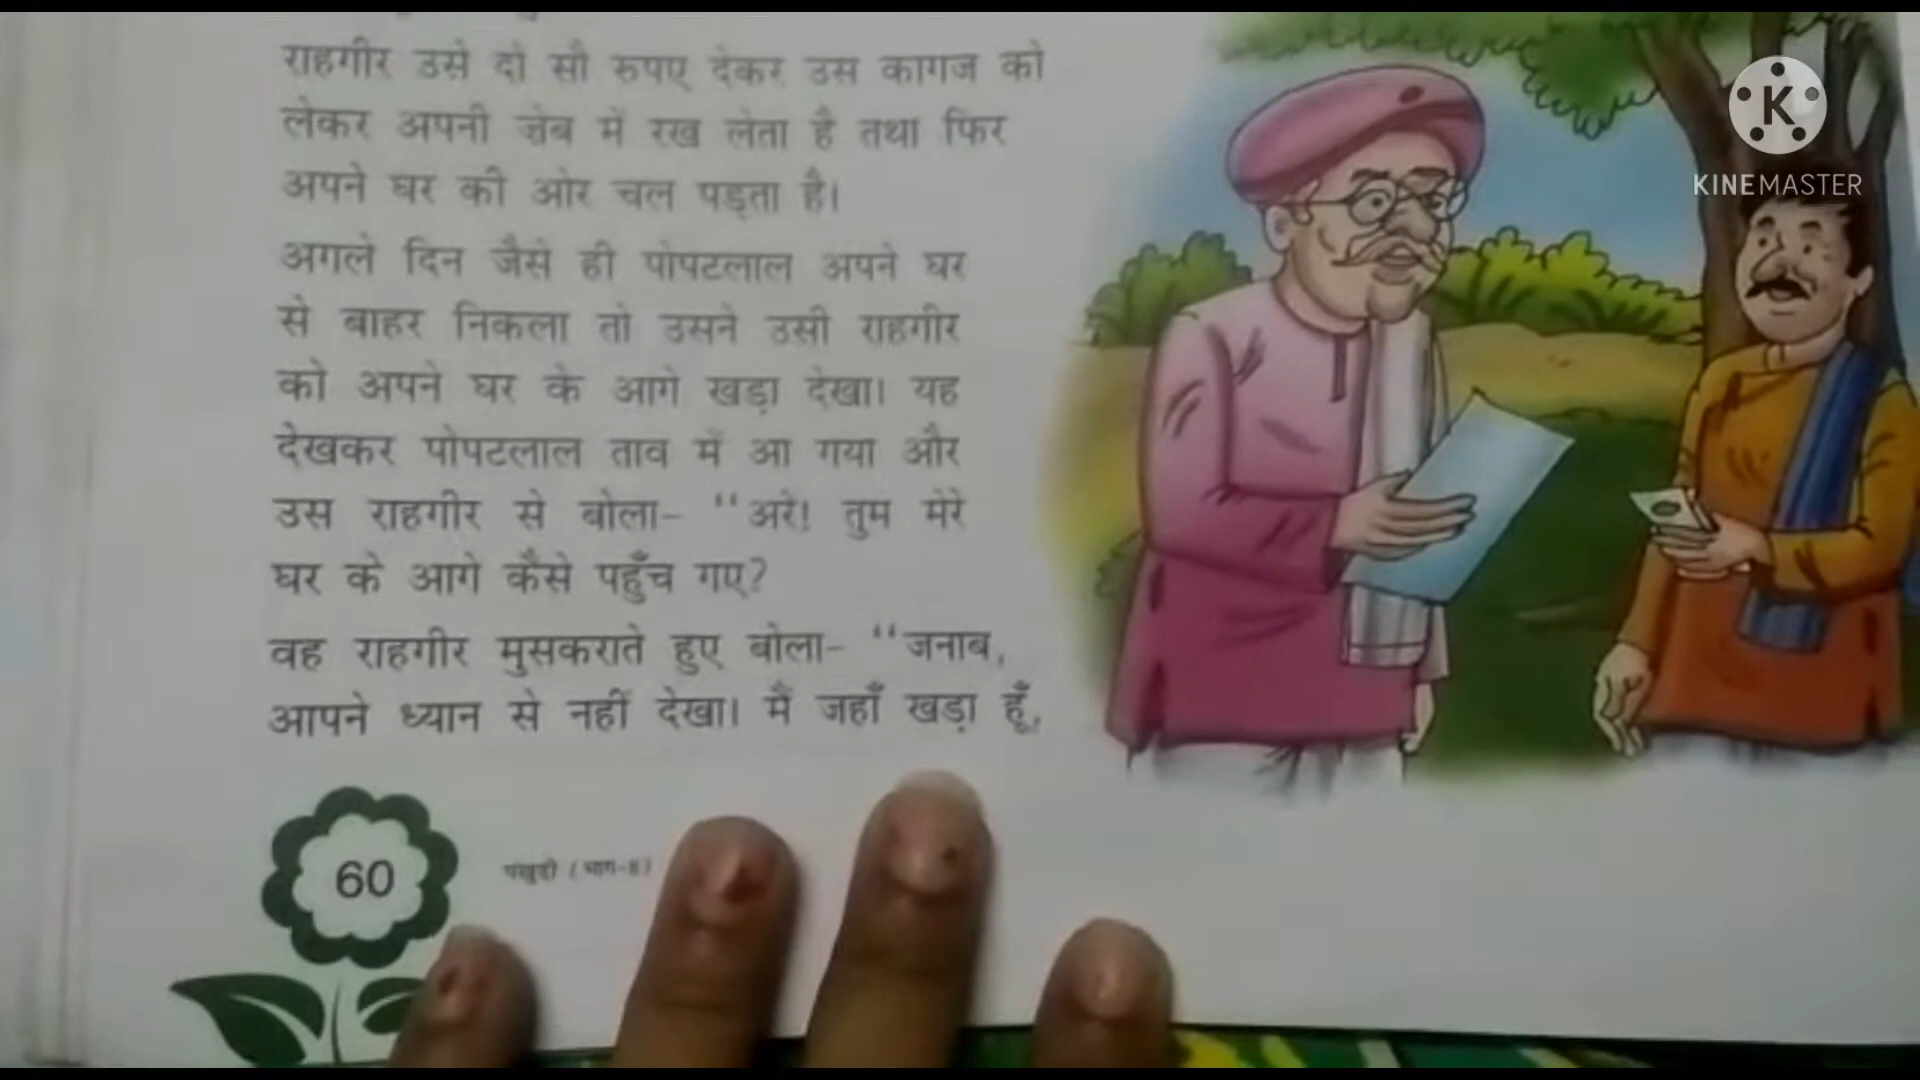 राहगीर उसे दो सौ रुपए देकर उस कागज को
लेकर अपनी ज़ेब में रख लेता है तथा फिर
अपने घर की ओर चल पड़ता है।
अगले दिन जैसे ही पोपटलाल अपने घर
से बाहर निकला तो उसने उसी राहगीर
को अपने घर के आगे खड़ा देखा। यह
देखकर पोपटलाल ताव में आ गया और
उस राहगीर से बोला- “अरे! तुम मेरे
घर के आगे कैसे पहुँच गए?
वह राहगीर मुसकराते हुए बोला- “जनाब,
आपने ध्यान से नहीं देखा। मैं जहाँ खड़ा हूँ,
60
पंखुड़ी (भाग-4)
K
KINEMASTER